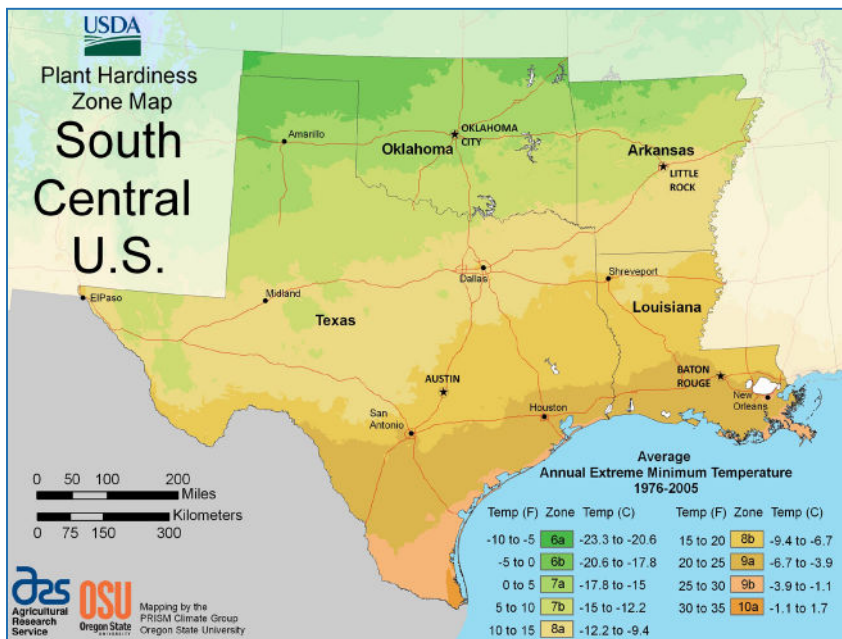 USDA
Plant Hardiness
Zone Map
South
Central
U.S.
Amarillo
Oklahoma
OKLAHOMA
CITY
Arkansas
LITTLE
ROCK
ElPaso
Midland
Dallas
Shreveport
Texas
Louisiana
AUSTIN
BATON
ROUGE
San
Antonio
Houston
New
Orleans
0 50 100 200
Miles
Kilometers
0 75 150 300
Average
Annual Extreme Minimum Temperature
1976-2005
Temp (F) Zone Temp (C)
-10 to -5 6a -23.3 to -20.6
-5 to 0 6b -20.6 to -17.8
0 to 5 7a -17.8 to -15
5 to 10 7b -15 to -12.2
10 to 15 8a -12.2 to -9.4
Temp (F) Zone Temp (C)
15 to 20 8b -9.4 to -6.7
20 to 25 9a -6.7 to -3.9
25 to 30 9b -3.9 to -1.1
30 to 35 10a -1.1 to 1.7
ars
Agricultural
Research
Service
OSU
Oregon State
UNIVERSITY
Mapping by the
PRISM Climate Group
Oregon State University